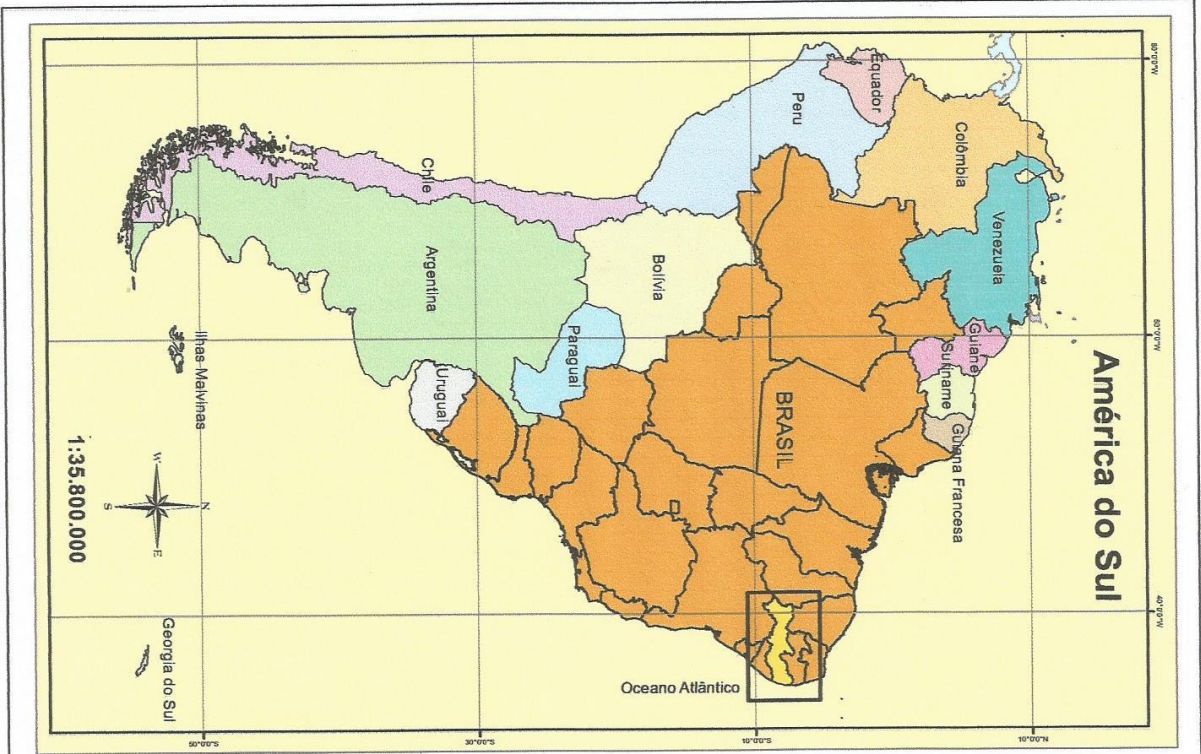 América do Sul
80°0'0"W
60°0'0"W
40°0'0"W
Equador
Colômbia
Venezuela
Guiane
Suriname
Guiana Francesa
Peru
BRASIL
Bolívia
Paraguai
Chile
Argentina
Uruguai
Oceano Atlântico
Ilhas-Malvinas
Georgia do Sul
N
W
E
S
1:35.800.000
10°0'0"N
10°0'0"S
30°0'0"S
50°0'0"S